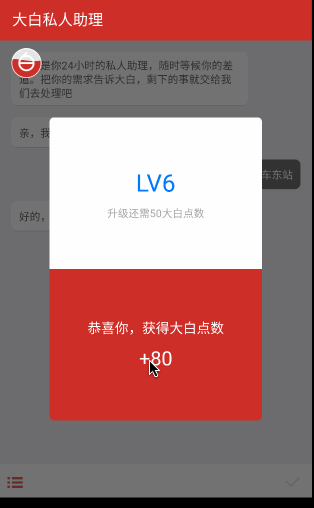 大白私人助理
是你24小时的私人助理，随时等候你的差
遣。把你的需求告诉大白，剩下的事就交给我
们去处理吧
亲，我
车东站
好的，
LV6
升级还需50大白点数
恭喜你，获得大白点数
+80